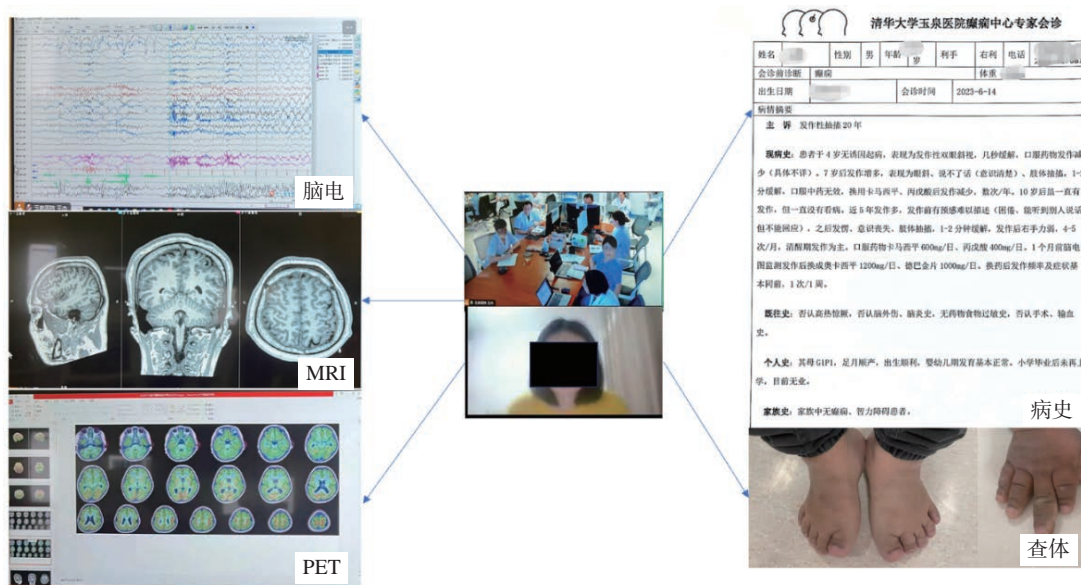 脑电
MRI
PET
清华大学玉泉医院癫痫中心专家会诊
姓名 性别 男 年龄 岁 利手 右利 电话
会诊前诊断 癫痫 体重
出生日期 会诊时间 2023-6-14
病情摘要
主 诉 发作性抽搐20年
现病史：患者于4岁无诱因起病，表现为发作性双眼斜视，几秒缓解，口服药物发作减
少（具体不详）。7岁后发作增多，表现为眼斜、说不了话（意识清楚）、肢体抽搐，1-2
分缓解，口服中药无效，换用卡马西平、丙戊酸后发作减少，数次/年。10岁后虽一直有
发作，但一直没有看病。近5年发作多，发作前有预感难以描述（困倦、能听到别人说话
但不能回应），之后发愣、意识丧失、肢体抽搐，1-2分钟缓解，发作后右手力弱，4-5
次/月，清醒期发作为主。口服药物卡马西平600mg/日、丙戊酸400mg/日。1个月前脑电
图监测发作后换成奥卡西平1200mg/日、德巴金片1000mg/日。换药后发作频率及症状基
本同前，1次/1周。
既往史：否认高热惊厥，否认脑外伤、脑炎史，无药物食物过敏史，否认手术、输血
史。
个人史：其母G1P1，足月顺产，出生顺利，婴幼儿期发育基本正常。小学毕业后未再上
学，目前无业。
家族史：家族中无癫痫、智力障碍患者。
病史
查体